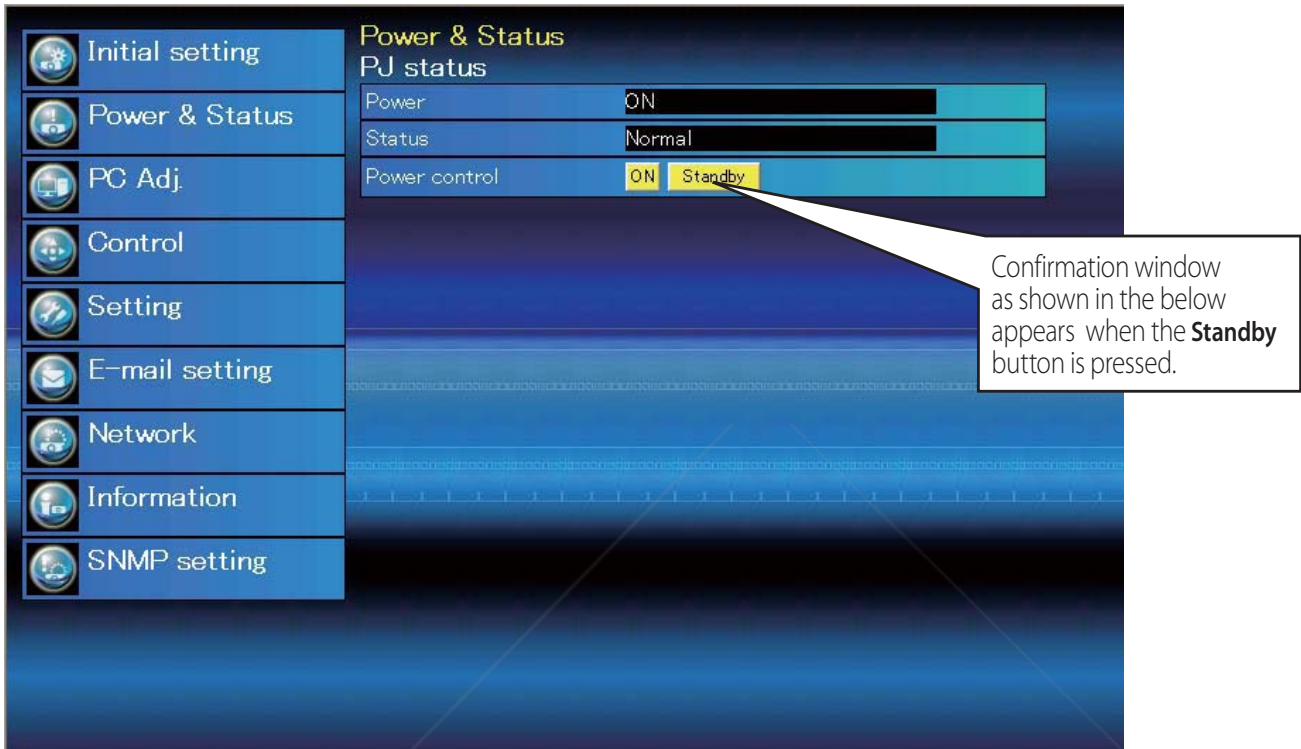 Initial setting
Power & Status
PC Adj.
Control
Setting
E-mail setting
Network
Information
SNMP setting
Power & Status
PJ status
Power ON
Status Normal
Power control ON Standby
Confirmation window
as shown in the below
appears when the Standby
button is pressed.